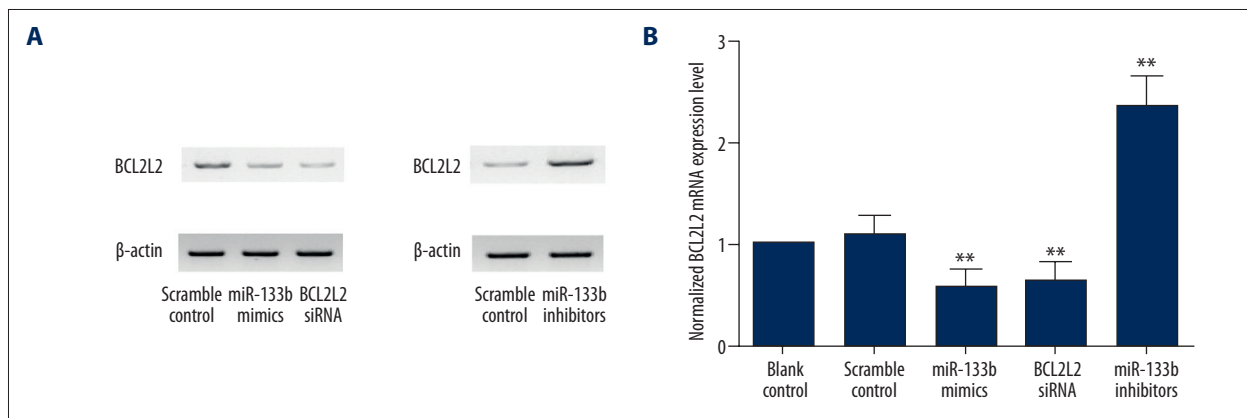 A
BCL2L2
β-actin
Scramble control
miR-133b mimics
BCL2L2 siRNA
BCL2L2
β-actin
Scramble control
miR-133b inhibitors
B
Normalized BCL2L2 mRNA expression level
3
2
1
0
**
**
**
**
Blank control
Scramble control
miR-133b mimics
BCL2L2 siRNA
miR-133b inhibitors